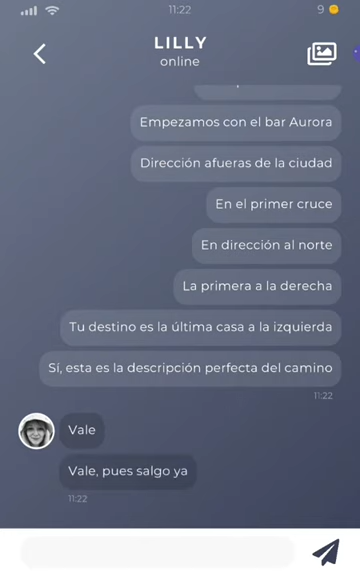 11:22
9
LILLY
online
Empezamos con el bar Aurora
Dirección afueras de la ciudad
En el primer cruce
En dirección al norte
La primera a la derecha
Tu destino es la última casa a la izquierda
Sí, esta es la descripción perfecta del camino
11:22
Vale
Vale, pues salgo ya
11:22